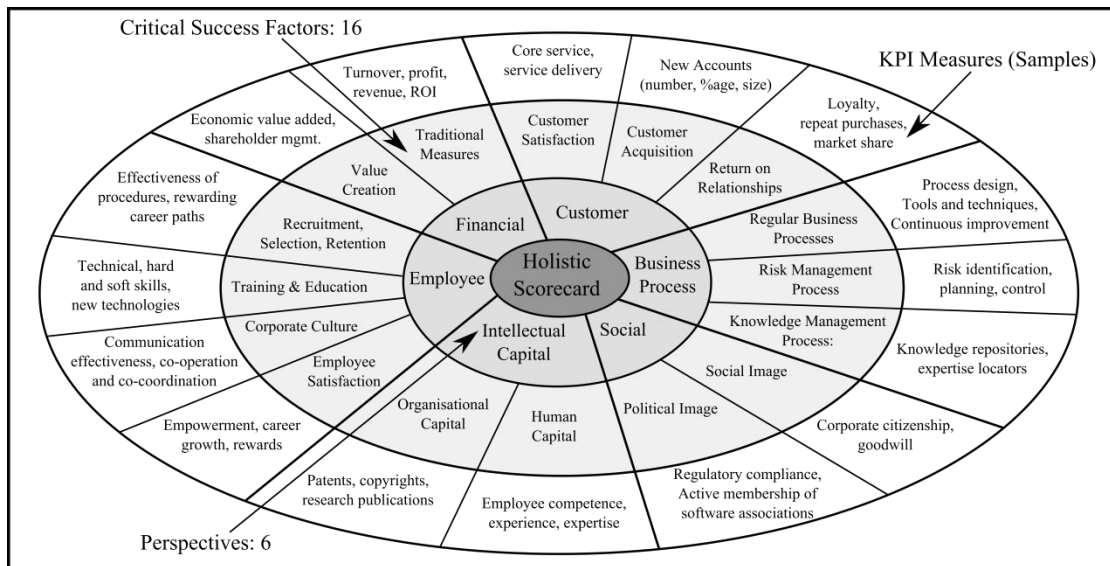 Critical Success Factors: 16
KPI Measures (Samples)
Perspectives: 6
Holistic
Scorecard
Financial
Customer
Business
Process
Social
Intellectual
Capital
Employee
Traditional
Measures
Value
Creation
Customer
Satisfaction
Customer
Acquisition
Return on
Relationships
Regular Business
Processes
Risk Management
Process
Knowledge Management
Process:
Social Image
Political Image
Human
Capital
Organisational
Capital
Employee
Satisfaction
Corporate Culture
Training & Education
Recruitment,
Selection, Retention
Turnover, profit,
revenue, ROI
Core service,
service delivery
New Accounts
(number, %age, size)
Loyalty,
repeat purchases,
market share
Process design,
Tools and techniques,
Continuous improvement
Risk identification,
planning, control
Knowledge repositories,
expertise locators
Corporate citizenship,
goodwill
Regulatory compliance,
Active membership of
software associations
Employee competence,
experience, expertise
Patents, copyrights,
research publications
Empowerment, career
growth, rewards
Communication
effectiveness, co-operation
and co-coordination
Technical, hard
and soft skills,
new technologies
Effectiveness of
procedures, rewarding
career paths
Economic value added,
shareholder mgmt.